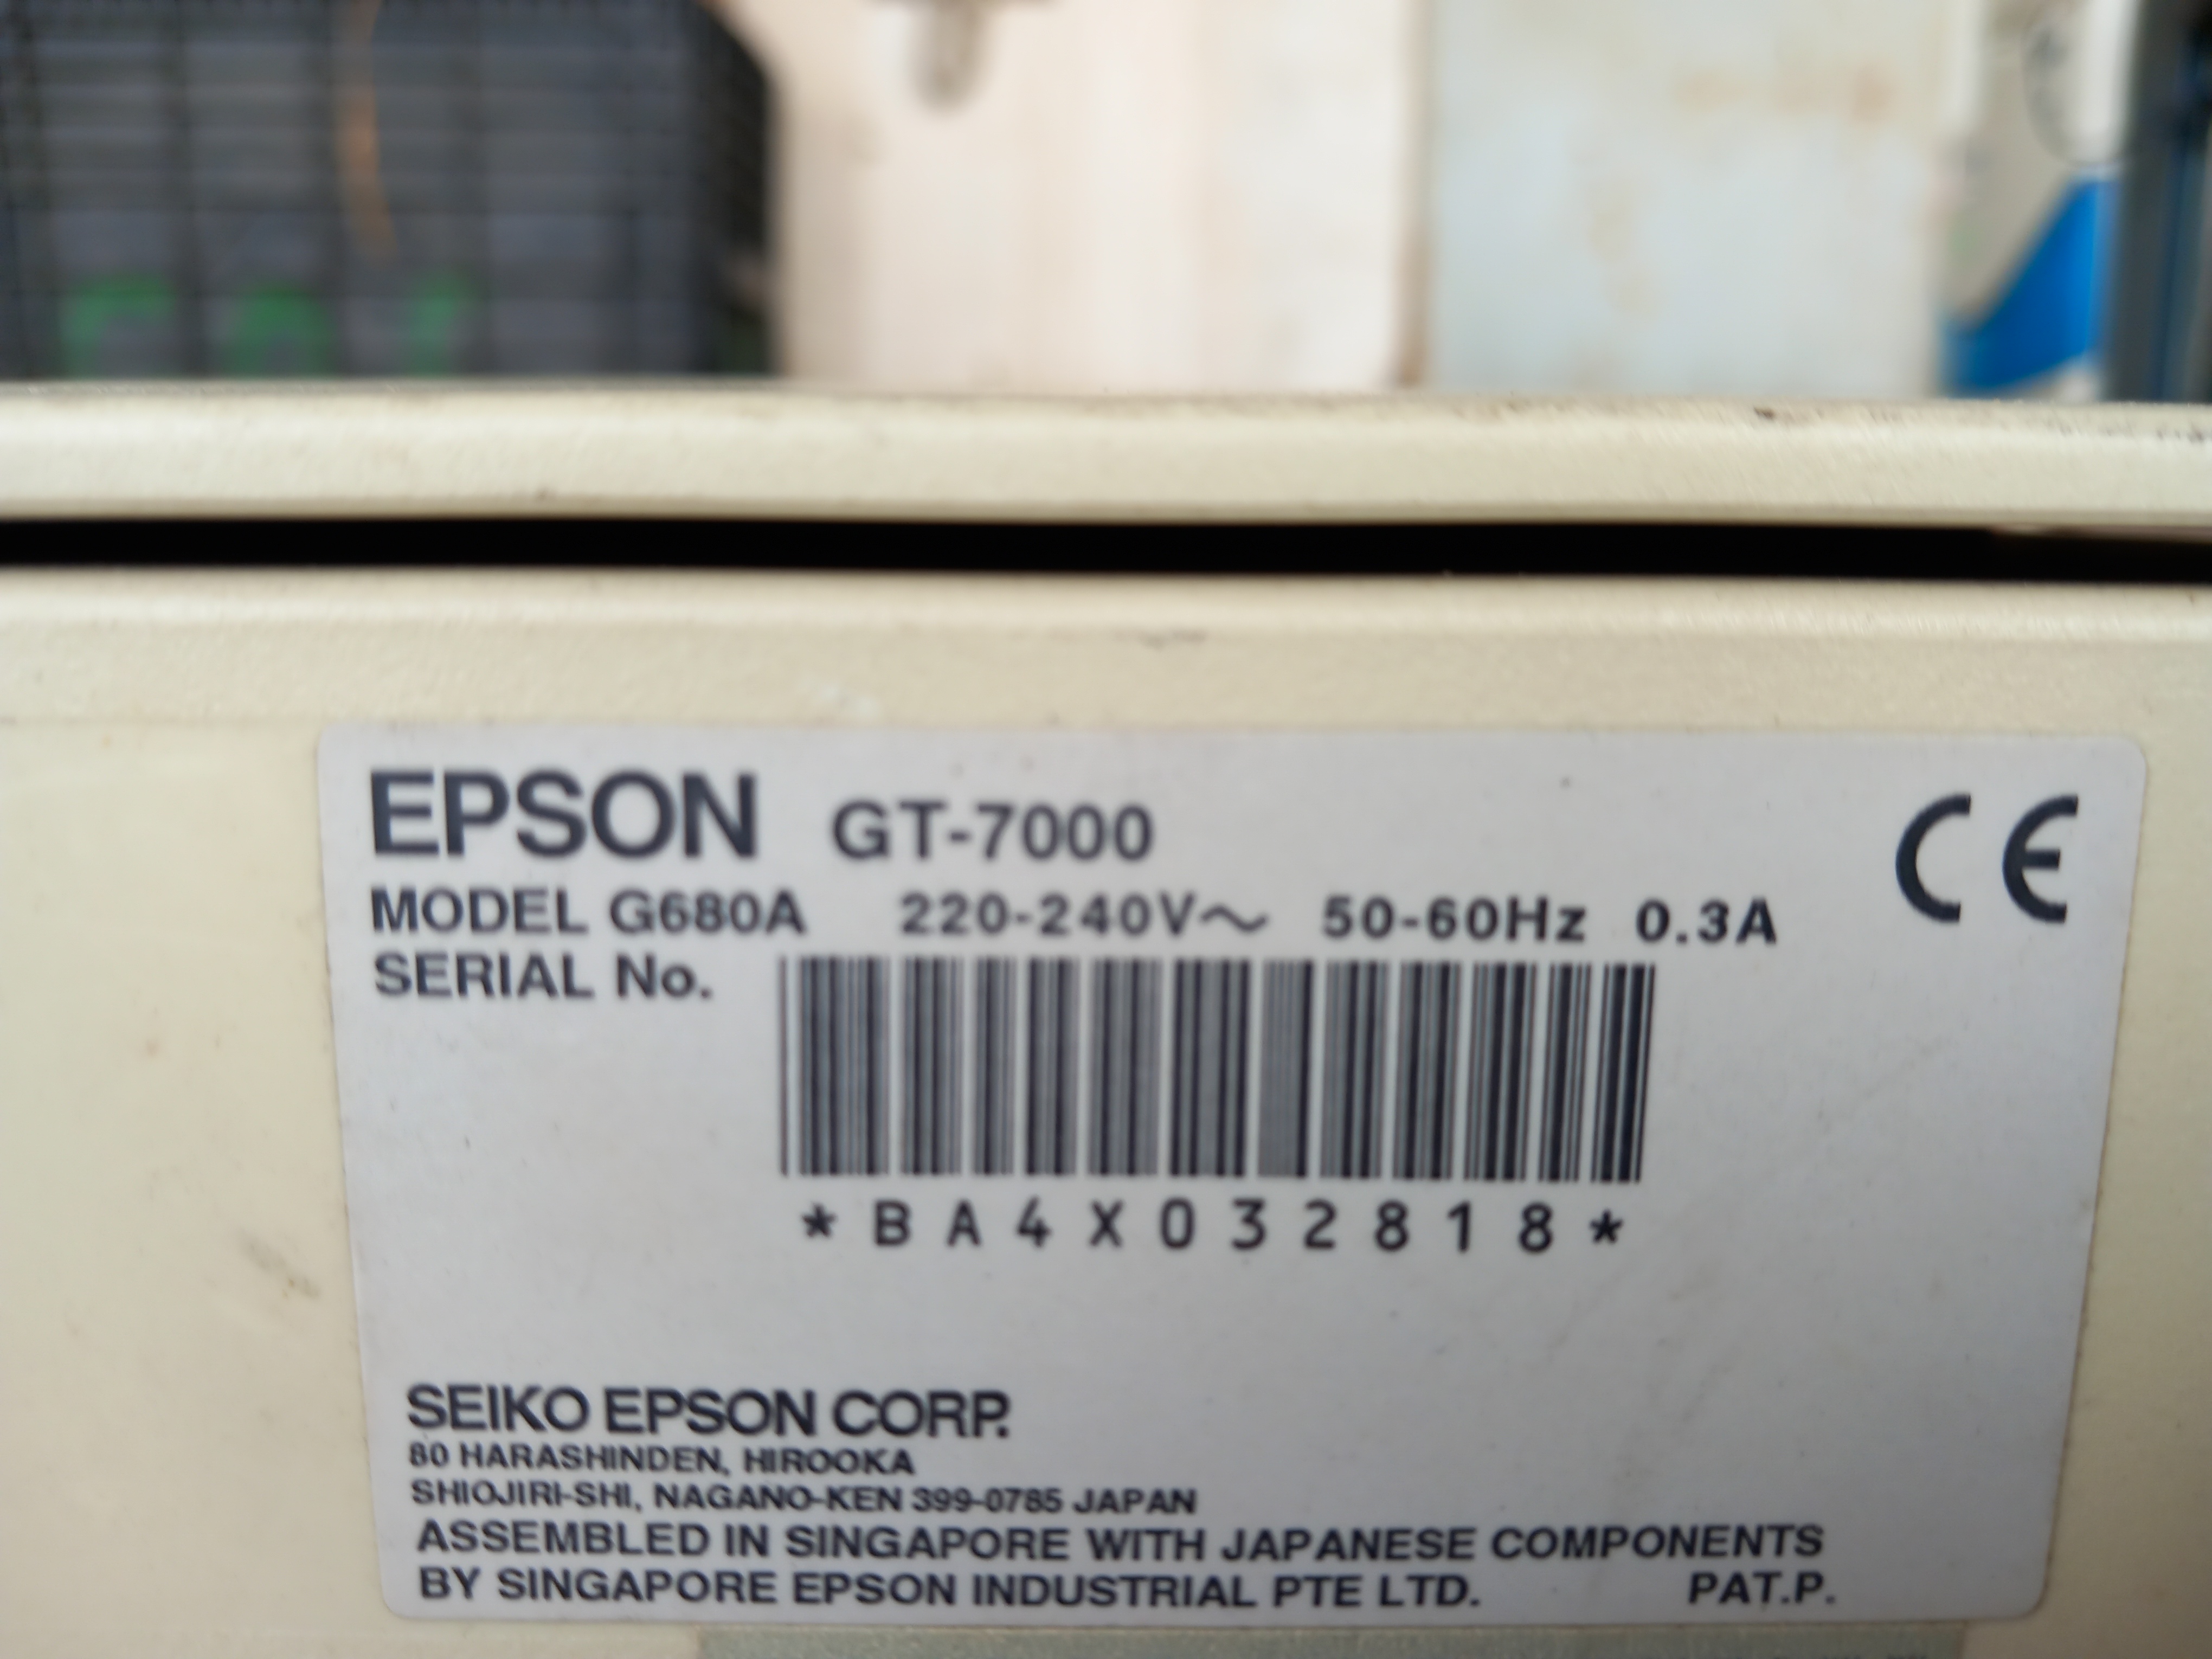 EPSON GT-7000
CE
MODEL G680A 220-240V~ 50-60Hz 0.3A
SERIAL No.
*BA4X032818*
SEIKO EPSON CORP.
80 HARASHINDEN, HIROOKA
SHIOJIRI-SHI, NAGANO-KEN 399-0785 JAPAN
ASSEMBLED IN SINGAPORE WITH JAPANESE COMPONENTS
BY SINGAPORE EPSON INDUSTRIAL PTE LTD. PAT.P.